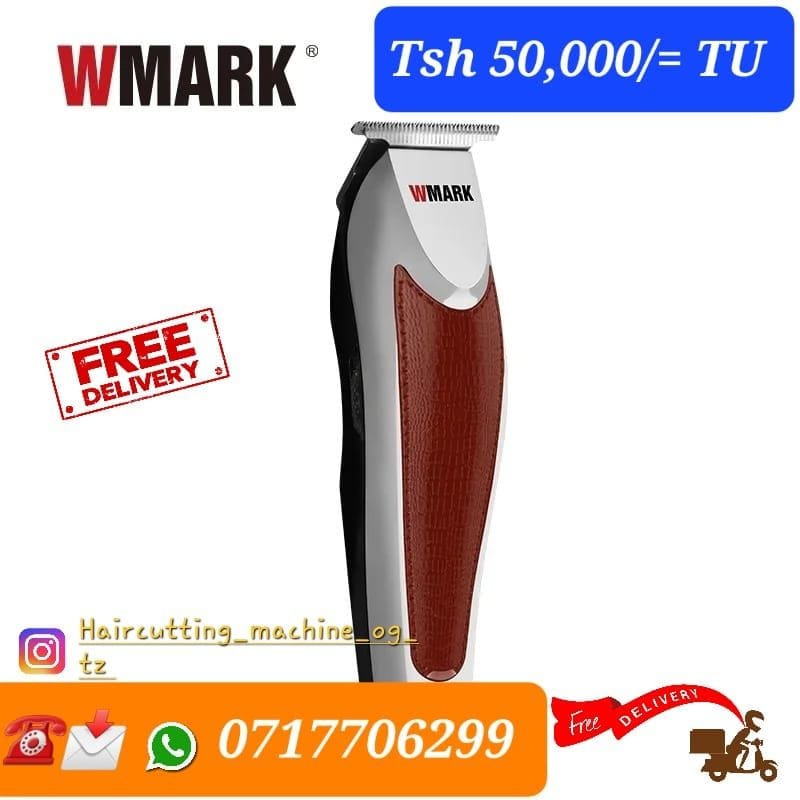 WMARK®
Tsh 50,000/= TU
WMARK
FREE
DELIVERY
Haircutting_machine_og_
tz_
0717706299
Free DELIVERY